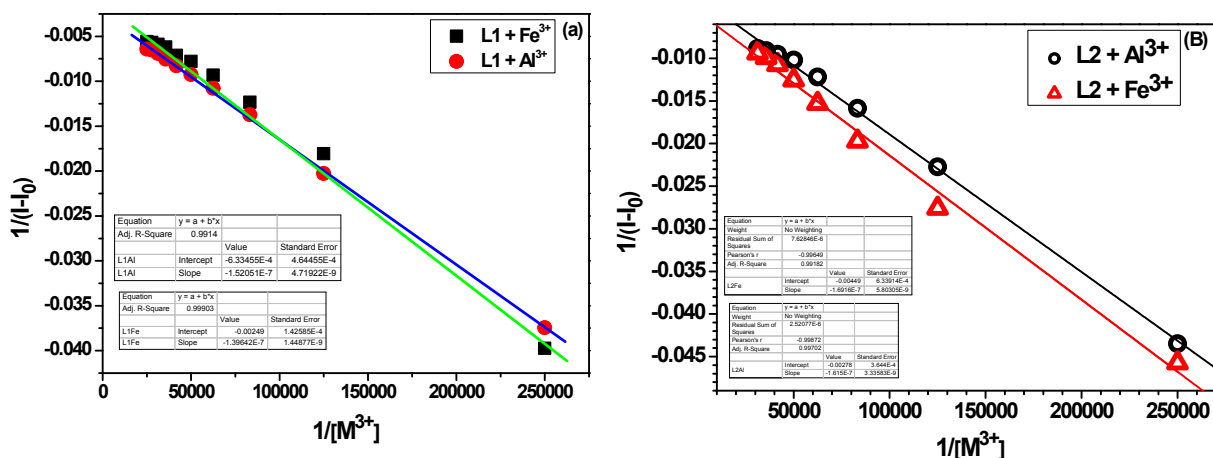 (a)
L1 + Fe³⁺
L1 + Al³⁺
-0.005
-0.010
-0.015
-0.020
-0.025
-0.030
-0.035
-0.040
1/(I-I₀)
Equation y = a + b*x
Adj. R-Square 0.9914
Value Standard Error
L1Al Intercept -6.33455E-4 4.64455E-4
L1Al Slope -1.52051E-7 4.71922E-9
Equation y = a + b*x
Adj. R-Square 0.99903
Value Standard Error
L1Fe Intercept -0.00249 1.42585E-4
L1Fe Slope -1.39642E-7 1.44877E-9
0 50000 100000 150000 200000 250000
1/[M³⁺]
(B)
L2 + Al³⁺
L2 + Fe³⁺
-0.010
-0.015
-0.020
-0.025
-0.030
-0.035
-0.040
-0.045
1/(I-I₀)
Equation y = a + b*x
Weight No Weighting
Residual Sum of Squares 7.62846E-6
Pearson's r -0.99649
Adj. R-Square 0.99182
Value Standard Error
L2Fe Intercept -0.00449 6.33914E-4
Slope -1.6916E-7 5.80305E-9
Equation y = a + b*x
Weight No Weighting
Residual Sum of Squares 2.52077E-6
Pearson's r -0.99872
Adj. R-Square 0.99702
Value Standard Error
L2Al Intercept -0.00278 3.644E-4
Slope -1.615E-7 3.33583E-9
50000 100000 150000 200000 250000
1/[M³⁺]